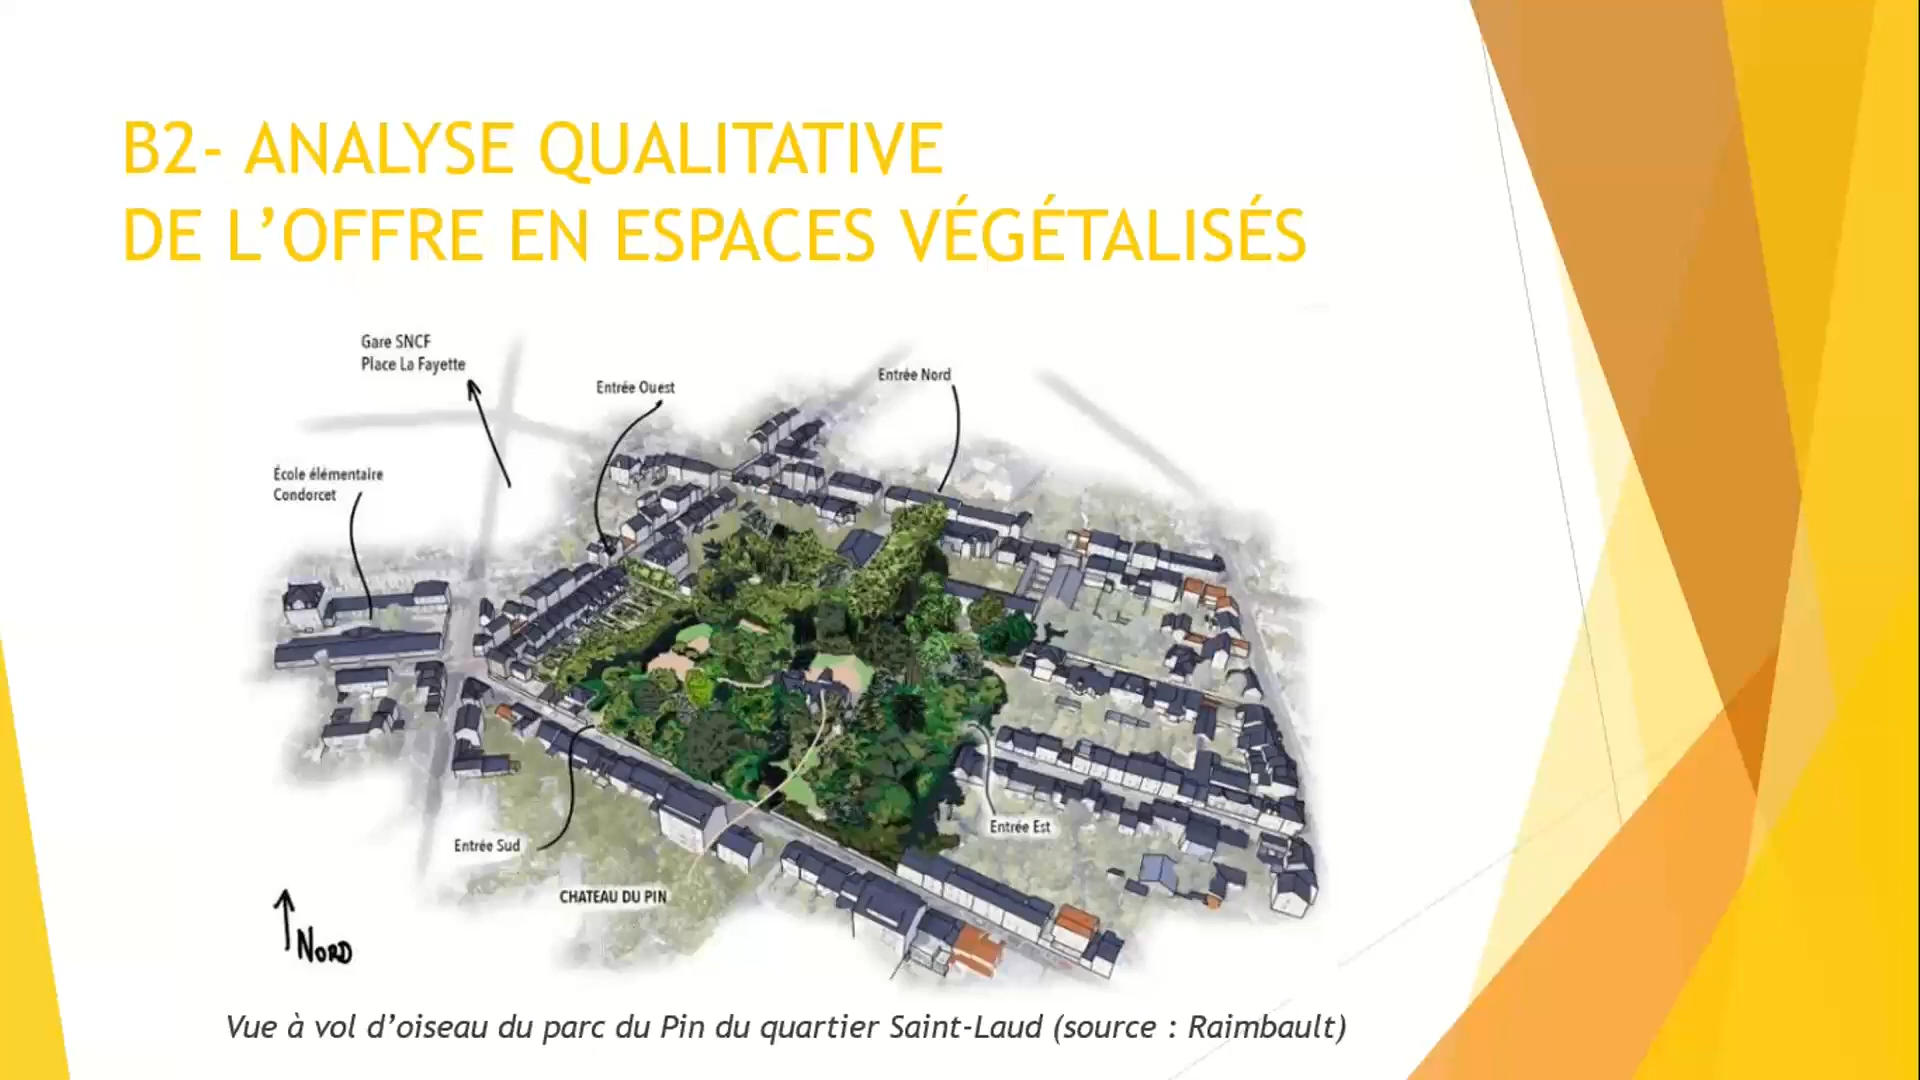 B2- ANALYSE QUALITATIVE
DE L’OFFRE EN ESPACES VÉGÉTALISÉS
Gare SNCF
Place La Fayette
Entrée Ouest
Entrée Nord
École élémentaire
Condorcet
Entrée Sud
Entrée Est
CHATEAU DU PIN
NORD
Vue à vol d’oiseau du parc du Pin du quartier Saint-Laud (source : Raimbault)